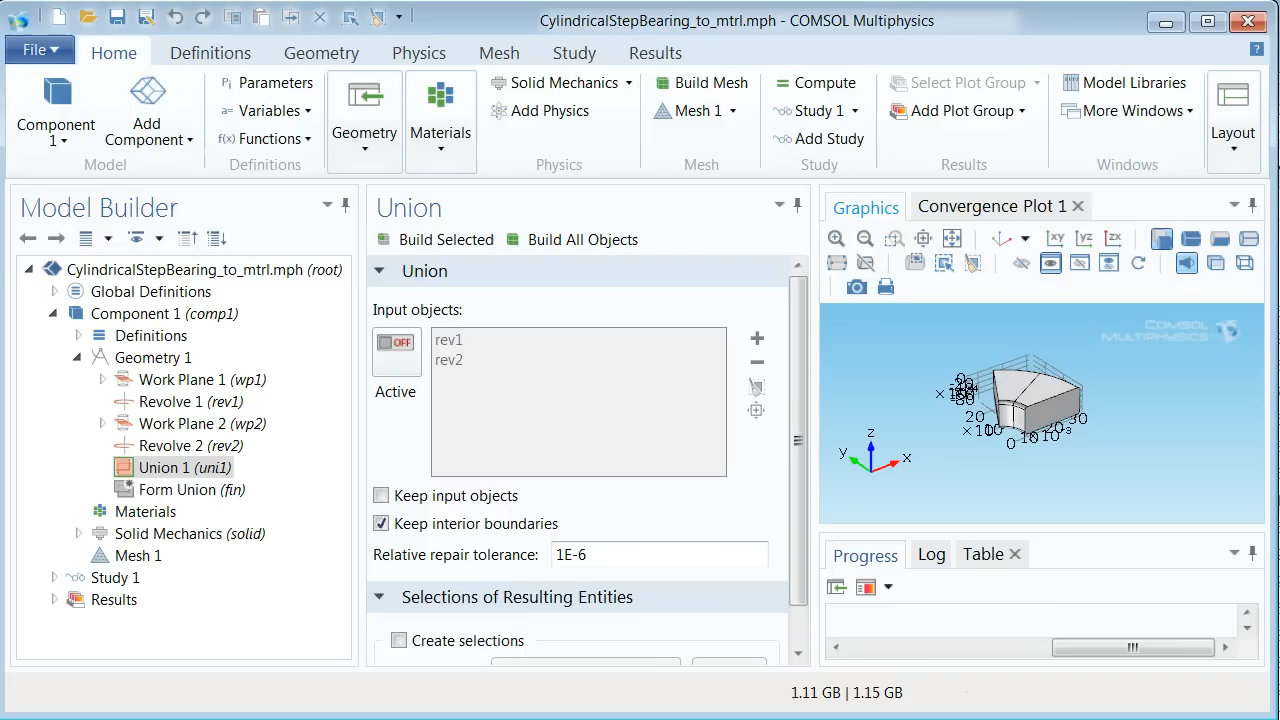 CylindricalStepBearing_to_mtrl.mph - COMSOL Multiphysics
File
Home
Definitions
Geometry
Physics
Mesh
Study
Results
Component
1
Add
Component
Model
Pi Parameters
a= Variables
f(x) Functions
Definitions
Geometry
Materials
Solid Mechanics
Add Physics
Physics
Build Mesh
Mesh 1
Mesh
Compute
Study 1
Add Study
Study
Select Plot Group
Add Plot Group
Results
Model Libraries
More Windows
Windows
Layout
Model Builder
CylindricalStepBearing_to_mtrl.mph (root)
Global Definitions
Component 1 (comp1)
Definitions
Geometry 1
Work Plane 1 (wp1)
Revolve 1 (rev1)
Work Plane 2 (wp2)
Revolve 2 (rev2)
Union 1 (uni1)
Form Union (fin)
Materials
Solid Mechanics (solid)
Mesh 1
Study 1
Results
Union
Build Selected
Build All Objects
Union
Input objects:
OFF
Active
rev1
rev2
Keep input objects
Keep interior boundaries
Relative repair tolerance: 1E-6
Selections of Resulting Entities
Create selections
Graphics
Convergence Plot 1
xy
yz
zx
COMSOL
MULTIPHYSICS
z
y
x
20
30
0
Progress
Log
Table
1.11 GB | 1.15 GB